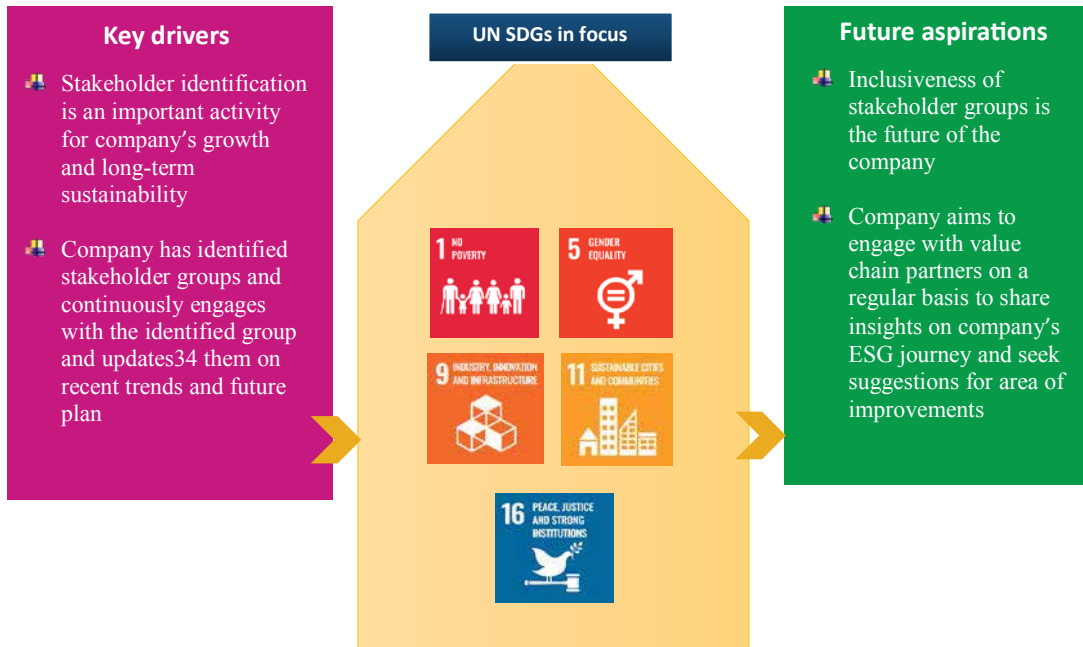 Key drivers
Stakeholder identification
is an important activity
for company's growth
and long-term
sustainability
Company has identified
stakeholder groups and
continuously engages
with the identified group
and updates34 them on
recent trends and future
plan
UN SDGs in focus
1 NO
POVERTY
5 GENDER
EQUALITY
9 INDUSTRY, INNOVATION
AND INFRASTRUCTURE
11 SUSTAINABLE CITIES
AND COMMUNITIES
16 PEACE, JUSTICE
AND STRONG
INSTITUTIONS
Future aspirations
Inclusiveness of
stakeholder groups is
the future of the
company
Company aims to
engage with value
chain partners on a
regular basis to share
insights on company's
ESG journey and seek
suggestions for area of
improvements